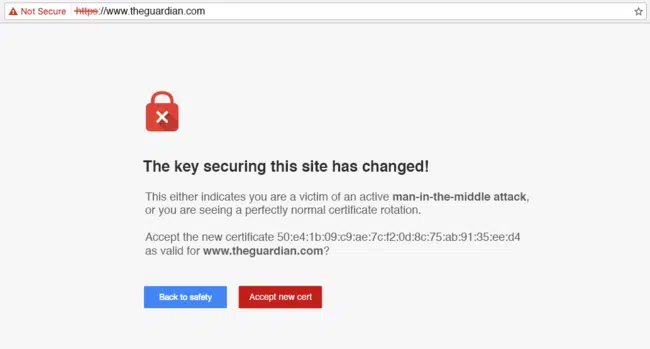 Not Secure https://www.theguardian.com
The key securing this site has changed!
This either indicates you are a victim of an active man-in-the-middle attack,
or you are seeing a perfectly normal certificate rotation.
Accept the new certificate 50:e4:1b:09:c9:ae:7c:f2:0d:8c:75:ab:91:35:ee:d4
as valid for www.theguardian.com?
Back to safety Accept new cert